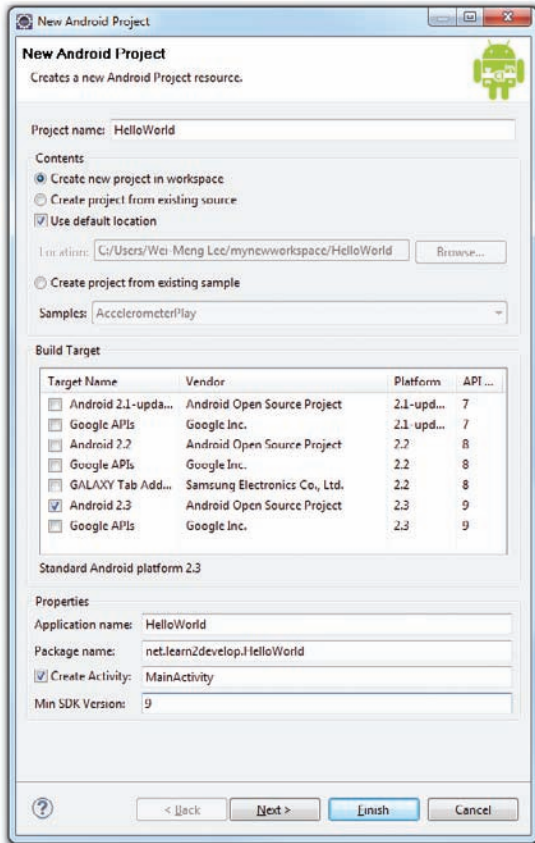 New Android Project
New Android Project
Creates a new Android Project resource.
Project name: HelloWorld
Contents
Create new project in workspace
Create project from existing source
Use default location
Location: C:/Users/Wei-Meng Lee/mynewworkspace/HelloWorld Browse...
Create project from existing sample
Samples: AccelerometerPlay
Build Target
Target Name Vendor Platform API ...
Android 2.1-upda... Android Open Source Project 2.1-upd... 7
Google APIs Google Inc. 2.1-upd... 7
Android 2.2 Android Open Source Project 2.2 8
Google APIs Google Inc. 2.2 8
GALAXY Tab Add... Samsung Electronics Co., Ltd. 2.2 8
Android 2.3 Android Open Source Project 2.3 9
Google APIs Google Inc. 2.3 9
Standard Android platform 2.3
Properties
Application name: HelloWorld
Package name: net.learn2develop.HelloWorld
Create Activity: MainActivity
Min SDK Version: 9
? < Back Next > Finish Cancel